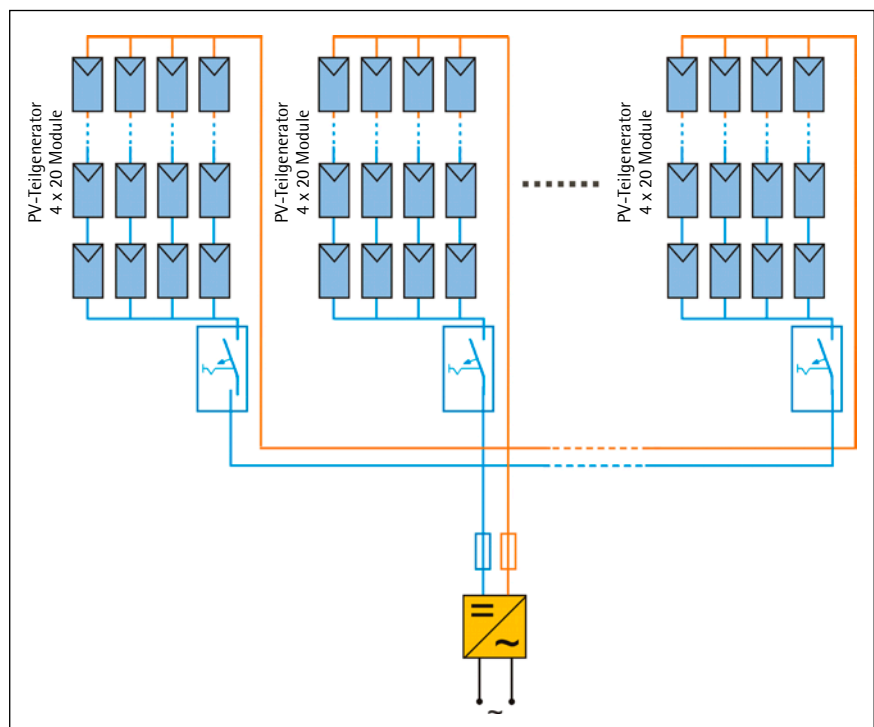 PV-Teilgenerator
4 x 20 Module
PV-Teilgenerator
4 x 20 Module
PV-Teilgenerator
4 x 20 Module
=
~
~